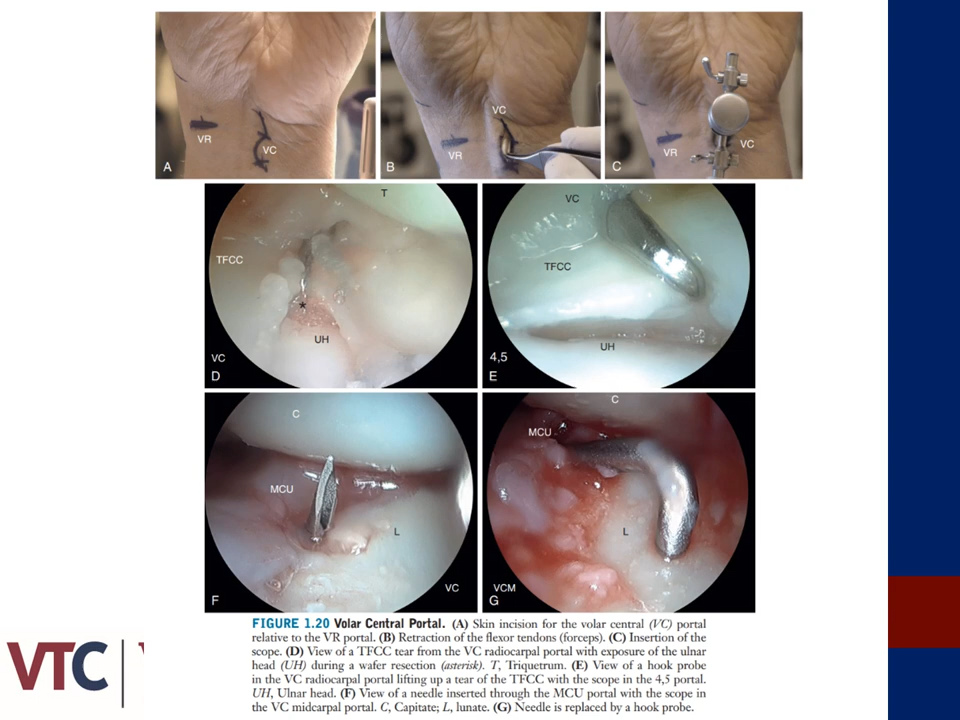 VR
VC
A
VC
VR
B
VR
VC
C
T
TFCC
*
UH
VC
D
VC
TFCC
UH
4,5
E
C
MCU
L
VC
F
C
MCU
L
VCM
G
FIGURE 1.20 Volar Central Portal. (A) Skin incision for the volar central (VC) portal
relative to the VR portal. (B) Retraction of the flexor tendons (forceps). (C) Insertion of the
scope. (D) View of a TFCC tear from the VC radiocarpal portal with exposure of the ulnar
head (UH) during a wafer resection (asterisk). T, Triquetrum. (E) View of a hook probe
in the VC radiocarpal portal lifting up a tear of the TFCC with the scope in the 4,5 portal.
UH, Ulnar head. (F) View of a needle inserted through the MCU portal with the scope in
the VC midcarpal portal. C, Capitate; L, lunate. (G) Needle is replaced by a hook probe.
VTC